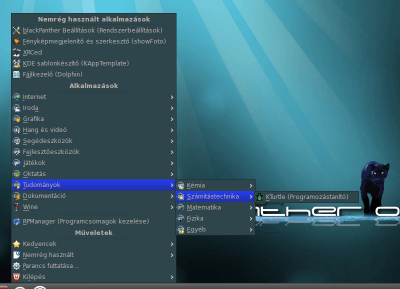 Nemrég használt alkalmazások
blackPanther Beállítások (Rendszerbeállítások)
Fényképmegjelenítő és szerkesztő (showFoto)
XRCed
KDE sablonkészítő (KAppTemplate)
Fájlkezelő (Dolphin)
Alkalmazások
Internet
Iroda
Grafika
Hang és videó
Segédeszközök
Fejlesztőeszközök
Játékok
Oktatás
Tudományok
Kémia
Dokumentáció
Számítástechnika
KTurtle (Programozástanító)
Wine
Matematika
RPManager (Programcsomagok kezelése)
Fizika
Műveletek
Egyéb
Kedvencek
Nemrég használt
Parancs futtatása...
Kilépés